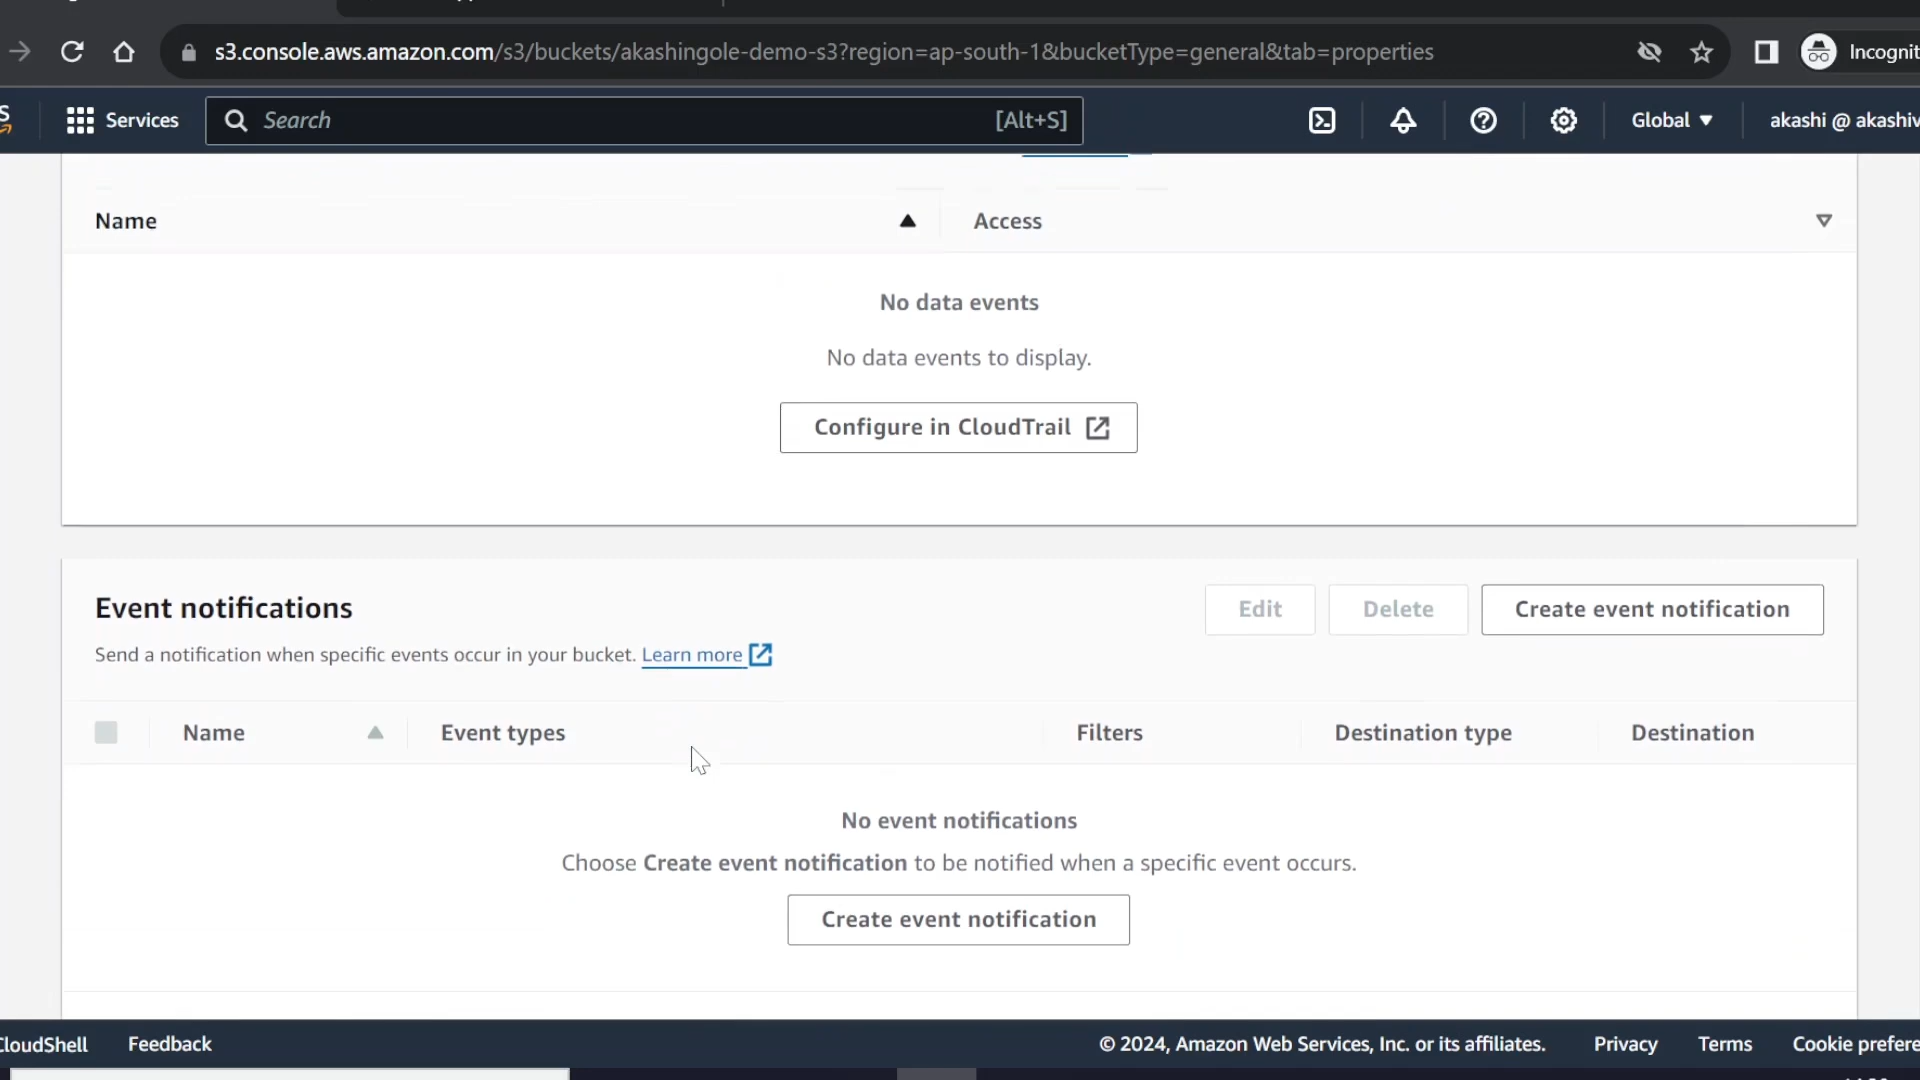 s3.console.aws.amazon.com/s3/buckets/akashingole-demo-s3?region=ap-south-1&bucketType=general&tab=properties
Services
Search
[Alt+S]
Global
akashi @ akashiv
Name
Access
No data events
No data events to display.
Configure in CloudTrail
Event notifications
Edit
Delete
Create event notification
Send a notification when specific events occur in your bucket. Learn more
Name
Event types
Filters
Destination type
Destination
No event notifications
Choose Create event notification to be notified when a specific event occurs.
Create event notification
CloudShell
Feedback
© 2024, Amazon Web Services, Inc. or its affiliates.
Privacy
Terms
Cookie prefere